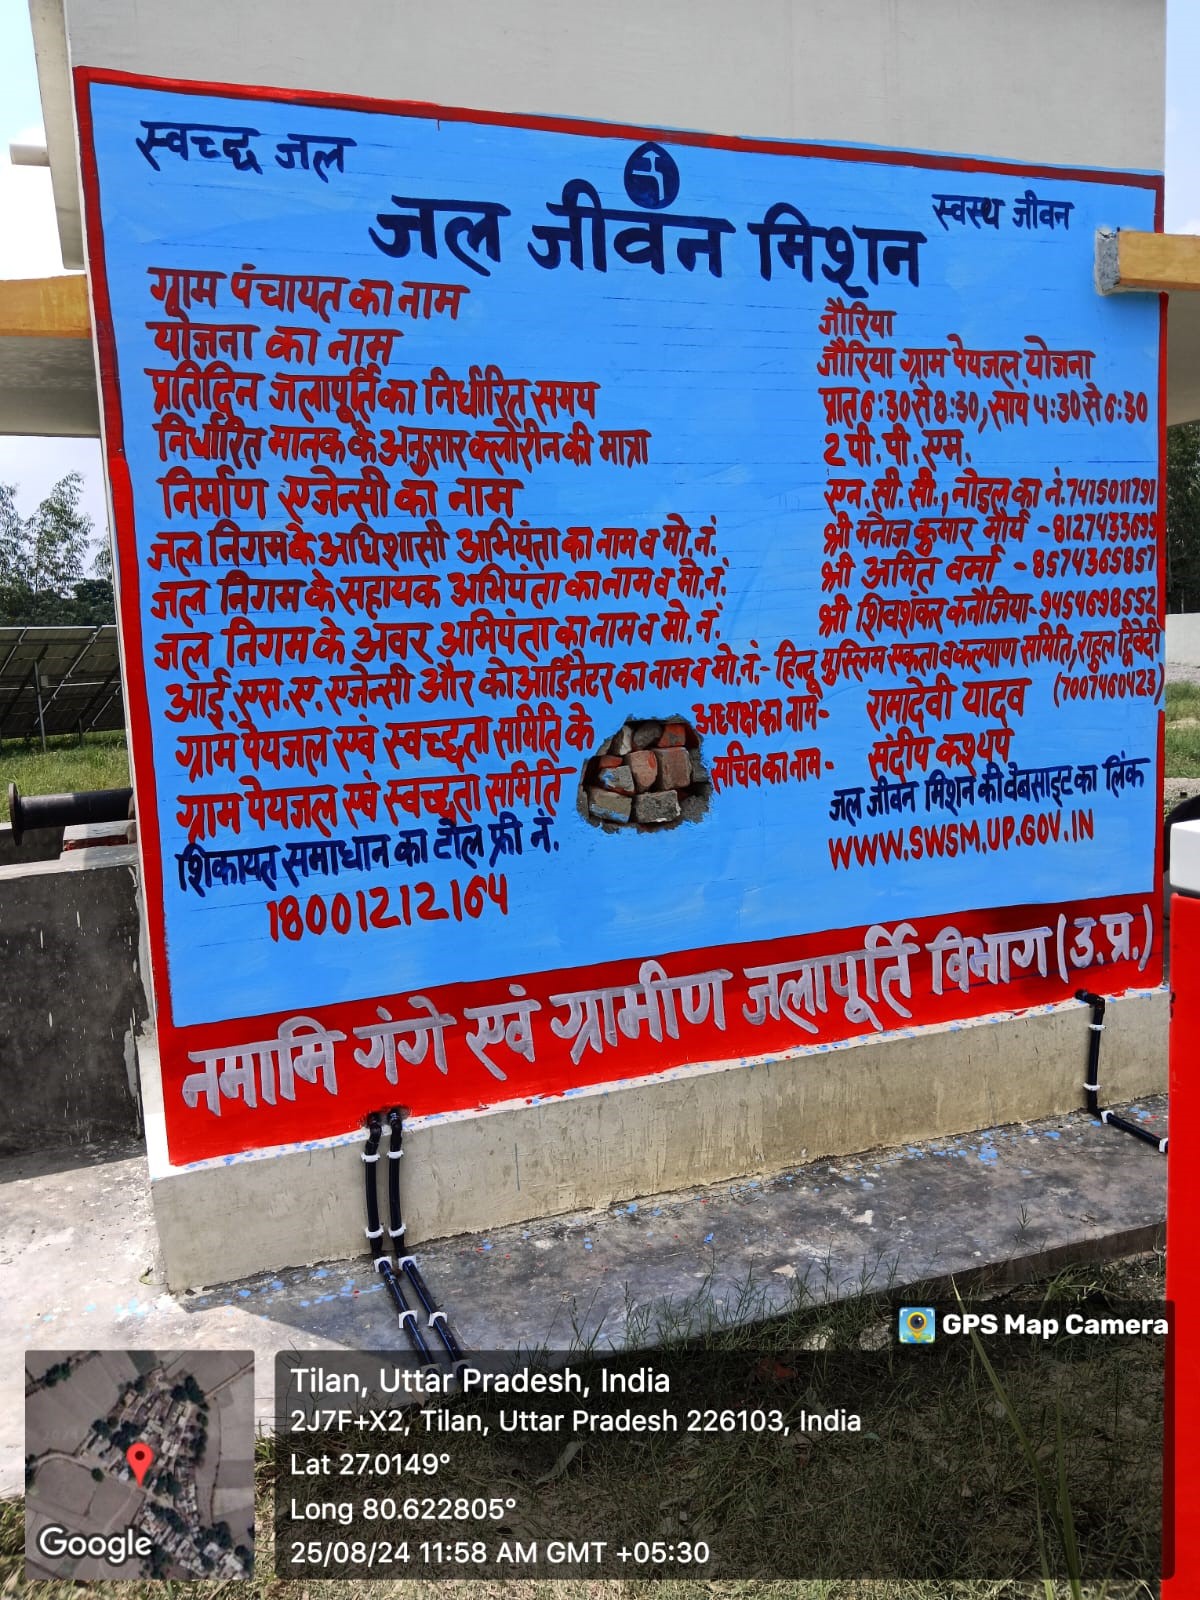 स्वच्द्ध जल
स्वस्थ जीवन
जल जीवन मिशन
ग्राम पंचायत का नाम जौरिया
योजना का नाम जौरिया ग्राम पेयजल योजना
प्रतिदिन जलापूर्ति का निर्धारित समय प्रात 6:30 से 8:30, सायं 4:30 से 6:30
निर्धारित मानक के अनुसार क्लोरीन की मात्रा 2 पी. पी. एम.
निर्माण एजेन्सी का नाम एन. सी. सी., नोडल का नं. 7415011791
जल निगम के अधिशासी अभियंता का नाम व मो. नं. श्री मनोज कुमार मौर्य - 8127433699
जल निगम के सहायक अभियंता का नाम व मो. नं. श्री अमित वर्मा - 8574365857
जल निगम के अवर अभियंता का नाम व मो. नं. श्री शिवशंकर कनौजिया - 9454698552
आई. एस. ए. एजेन्सी और कोआर्डिनेटर का नाम व मो. नं. - हिन्दू मुस्लिम एकता व कल्याण समिति, राहुल द्विवेदी
(7007460423)
ग्राम पेयजल एवं स्वच्छता समिति के अध्यक्ष का नाम - रामादेवी यादव
ग्राम पेयजल एवं स्वच्छता समिति सचिव का नाम - संदीप कश्यप
शिकायत समाधान का टोल फ्री नं.
18001212164
जल जीवन मिशन की वेबसाइट का लिंक
WWW.SWSM.UP.GOV.IN
नमामि गंगे एवं ग्रामीण जलापूर्ति विभाग (उ.प्र.)
GPS Map Camera
Tilan, Uttar Pradesh, India
2J7F+X2, Tilan, Uttar Pradesh 226103, India
Lat 27.0149°
Long 80.622805°
25/08/24 11:58 AM GMT +05:30
Google